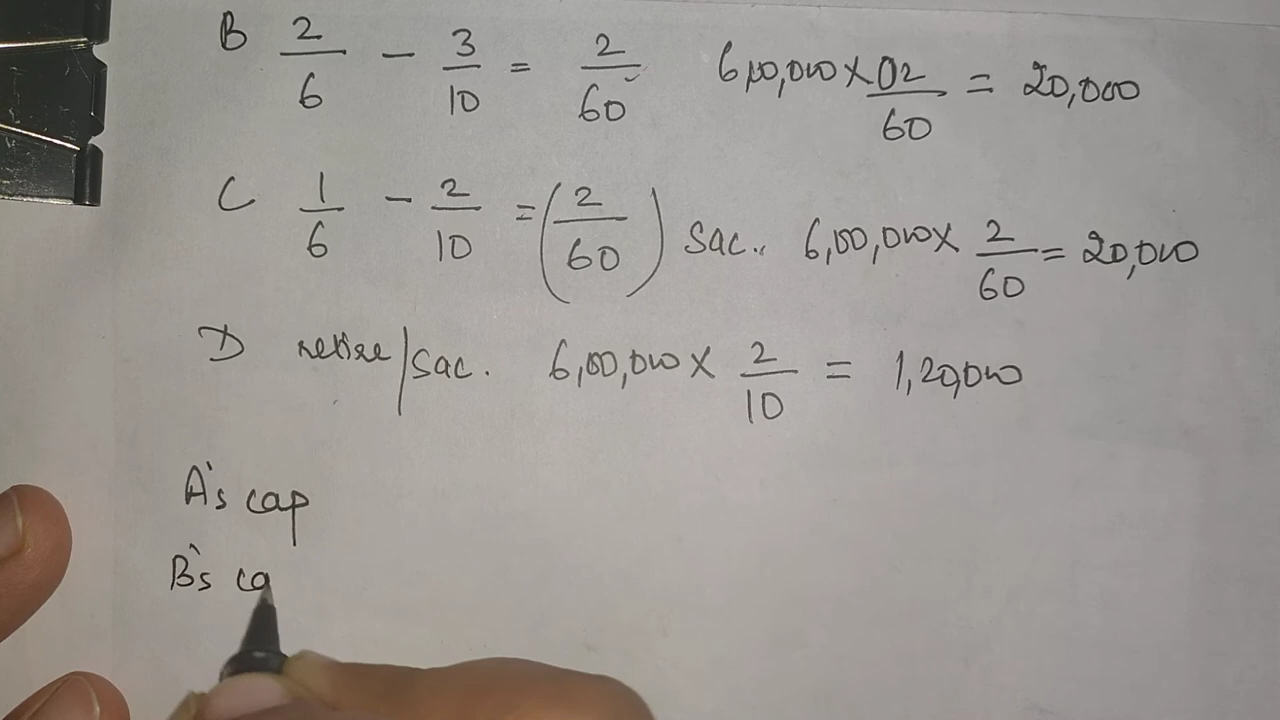 B 2/6 - 3/10 = 2/60 6,00,000 X 02/60 = 20,000
C 1/6 - 2/10 = (2/60) Sac.. 6,00,000 X 2/60 = 20,000
D retire/sac. 6,00,000 X 2/10 = 1,20,000
A's cap
B's ca